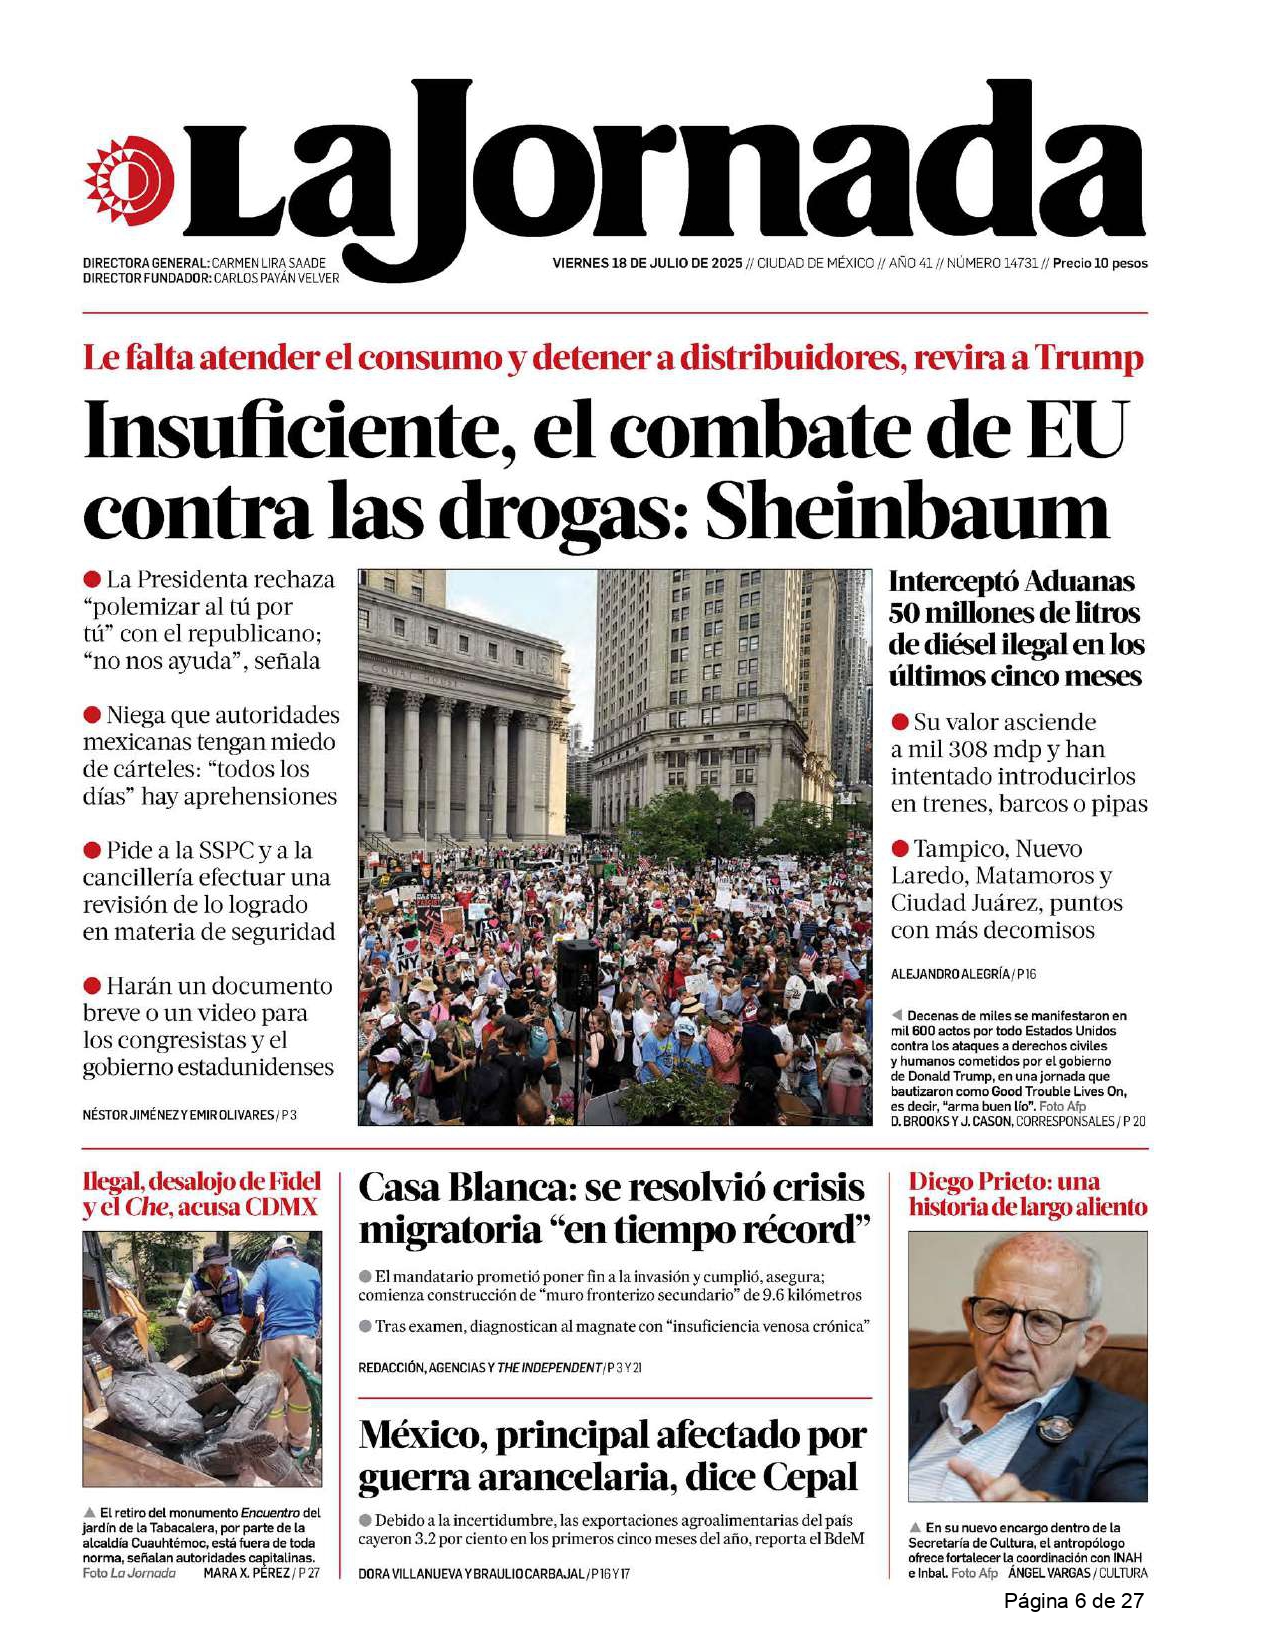 LaJornada
DIRECTORA GENERAL: CARMEN LIRA SAADE
DIRECTOR FUNDADOR: CARLOS PAYÁN VELVER
VIERNES 18 DE JULIO DE 2025 // CIUDAD DE MÉXICO // AÑO 41 // NÚMERO 14731 // Precio 10 pesos
Le falta atender el consumo y detener a distribuidores, revira a Trump
Insuficiente, el combate de EU
contra las drogas: Sheinbaum
● La Presidenta rechaza
“polemizar al tú por
tú” con el republicano;
“no nos ayuda”, señala
● Niega que autoridades
mexicanas tengan miedo
de cárteles: “todos los
días” hay aprehensiones
● Pide a la SSPC y a la
cancillería efectuar una
revisión de lo logrado
en materia de seguridad
● Harán un documento
breve o un video para
los congresistas y el
gobierno estadunidenses
NÉSTOR JIMÉNEZ Y EMIR OLIVARES / P 3
COURT HOUSE
I ♥ NY
Interceptó Aduanas
50 millones de litros
de diésel ilegal en los
últimos cinco meses
● Su valor asciende
a mil 308 mdp y han
intentado introducirlos
en trenes, barcos o pipas
● Tampico, Nuevo
Laredo, Matamoros y
Ciudad Juárez, puntos
con más decomisos
ALEJANDRO ALEGRÍA / P 16
◀ Decenas de miles se manifestaron en
mil 600 actos por todo Estados Unidos
contra los ataques a derechos civiles
y humanos cometidos por el gobierno
de Donald Trump, en una jornada que
bautizaron como Good Trouble Lives On,
es decir, “arma buen lío”. Foto Afp
D. BROOKS Y J. CASON, CORRESPONSALES / P 20
Ilegal, desalojo de Fidel
y el Che, acusa CDMX
▲ El retiro del monumento Encuentro del
jardín de la Tabacalera, por parte de la
alcaldía Cuauhtémoc, está fuera de toda
norma, señalan autoridades capitalinas.
Foto La Jornada MARA X. PÉREZ / P 27
Casa Blanca: se resolvió crisis
migratoria “en tiempo récord”
● El mandatario prometió poner fin a la invasión y cumplió, asegura;
comienza construcción de “muro fronterizo secundario” de 9.6 kilómetros
● Tras examen, diagnostican al magnate con “insuficiencia venosa crónica”
REDACCIÓN, AGENCIAS Y THE INDEPENDENT / P 3 Y 21
México, principal afectado por
guerra arancelaria, dice Cepal
● Debido a la incertidumbre, las exportaciones agroalimentarias del país
cayeron 3.2 por ciento en los primeros cinco meses del año, reporta el BdeM
DORA VILLANUEVA Y BRAULIO CARBAJAL / P 16 Y 17
Diego Prieto: una
historia de largo aliento
▲ En su nuevo encargo dentro de la
Secretaría de Cultura, el antropólogo
ofrece fortalecer la coordinación con INAH
e Inbal. Foto Afp ÁNGEL VARGAS / CULTURA
Página 6 de 27